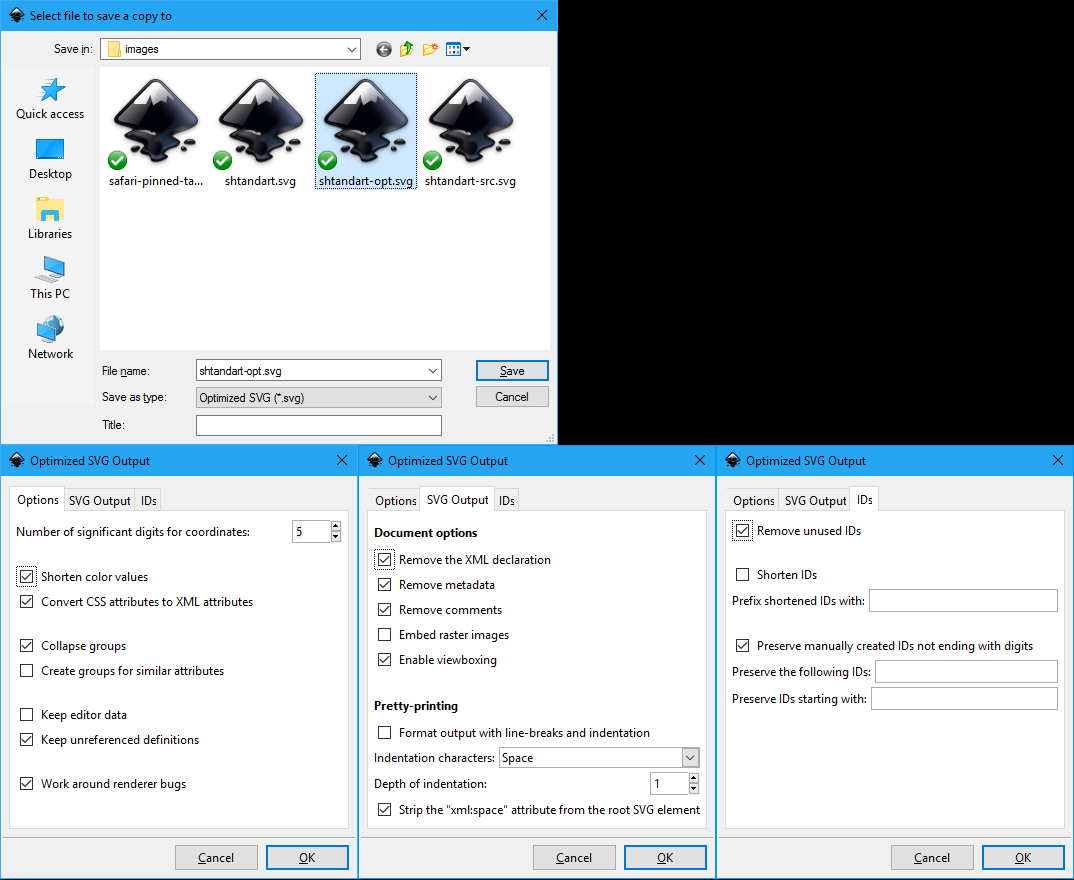 Select file to save a copy to
Save in: images
Quick access
Desktop
Libraries
This PC
Network
safari-pinned-ta... shtandart.svg shtandart-opt.svg shtandart-src.svg
File name: shtandart-opt.svg Save
Save as type: Optimized SVG (*.svg) Cancel
Title:
Optimized SVG Output
Options SVG Output IDs
Number of significant digits for coordinates: 5
Shorten color values
Convert CSS attributes to XML attributes
Collapse groups
Create groups for similar attributes
Keep editor data
Keep unreferenced definitions
Work around renderer bugs
Cancel OK
Optimized SVG Output
Options SVG Output IDs
Document options
Remove the XML declaration
Remove metadata
Remove comments
Embed raster images
Enable viewboxing
Pretty-printing
Format output with line-breaks and indentation
Indentation characters: Space
Depth of indentation: 1
Strip the "xml:space" attribute from the root SVG element
Cancel OK
Optimized SVG Output
Options SVG Output IDs
Remove unused IDs
Shorten IDs
Prefix shortened IDs with:
Preserve manually created IDs not ending with digits
Preserve the following IDs:
Preserve IDs starting with:
Cancel OK